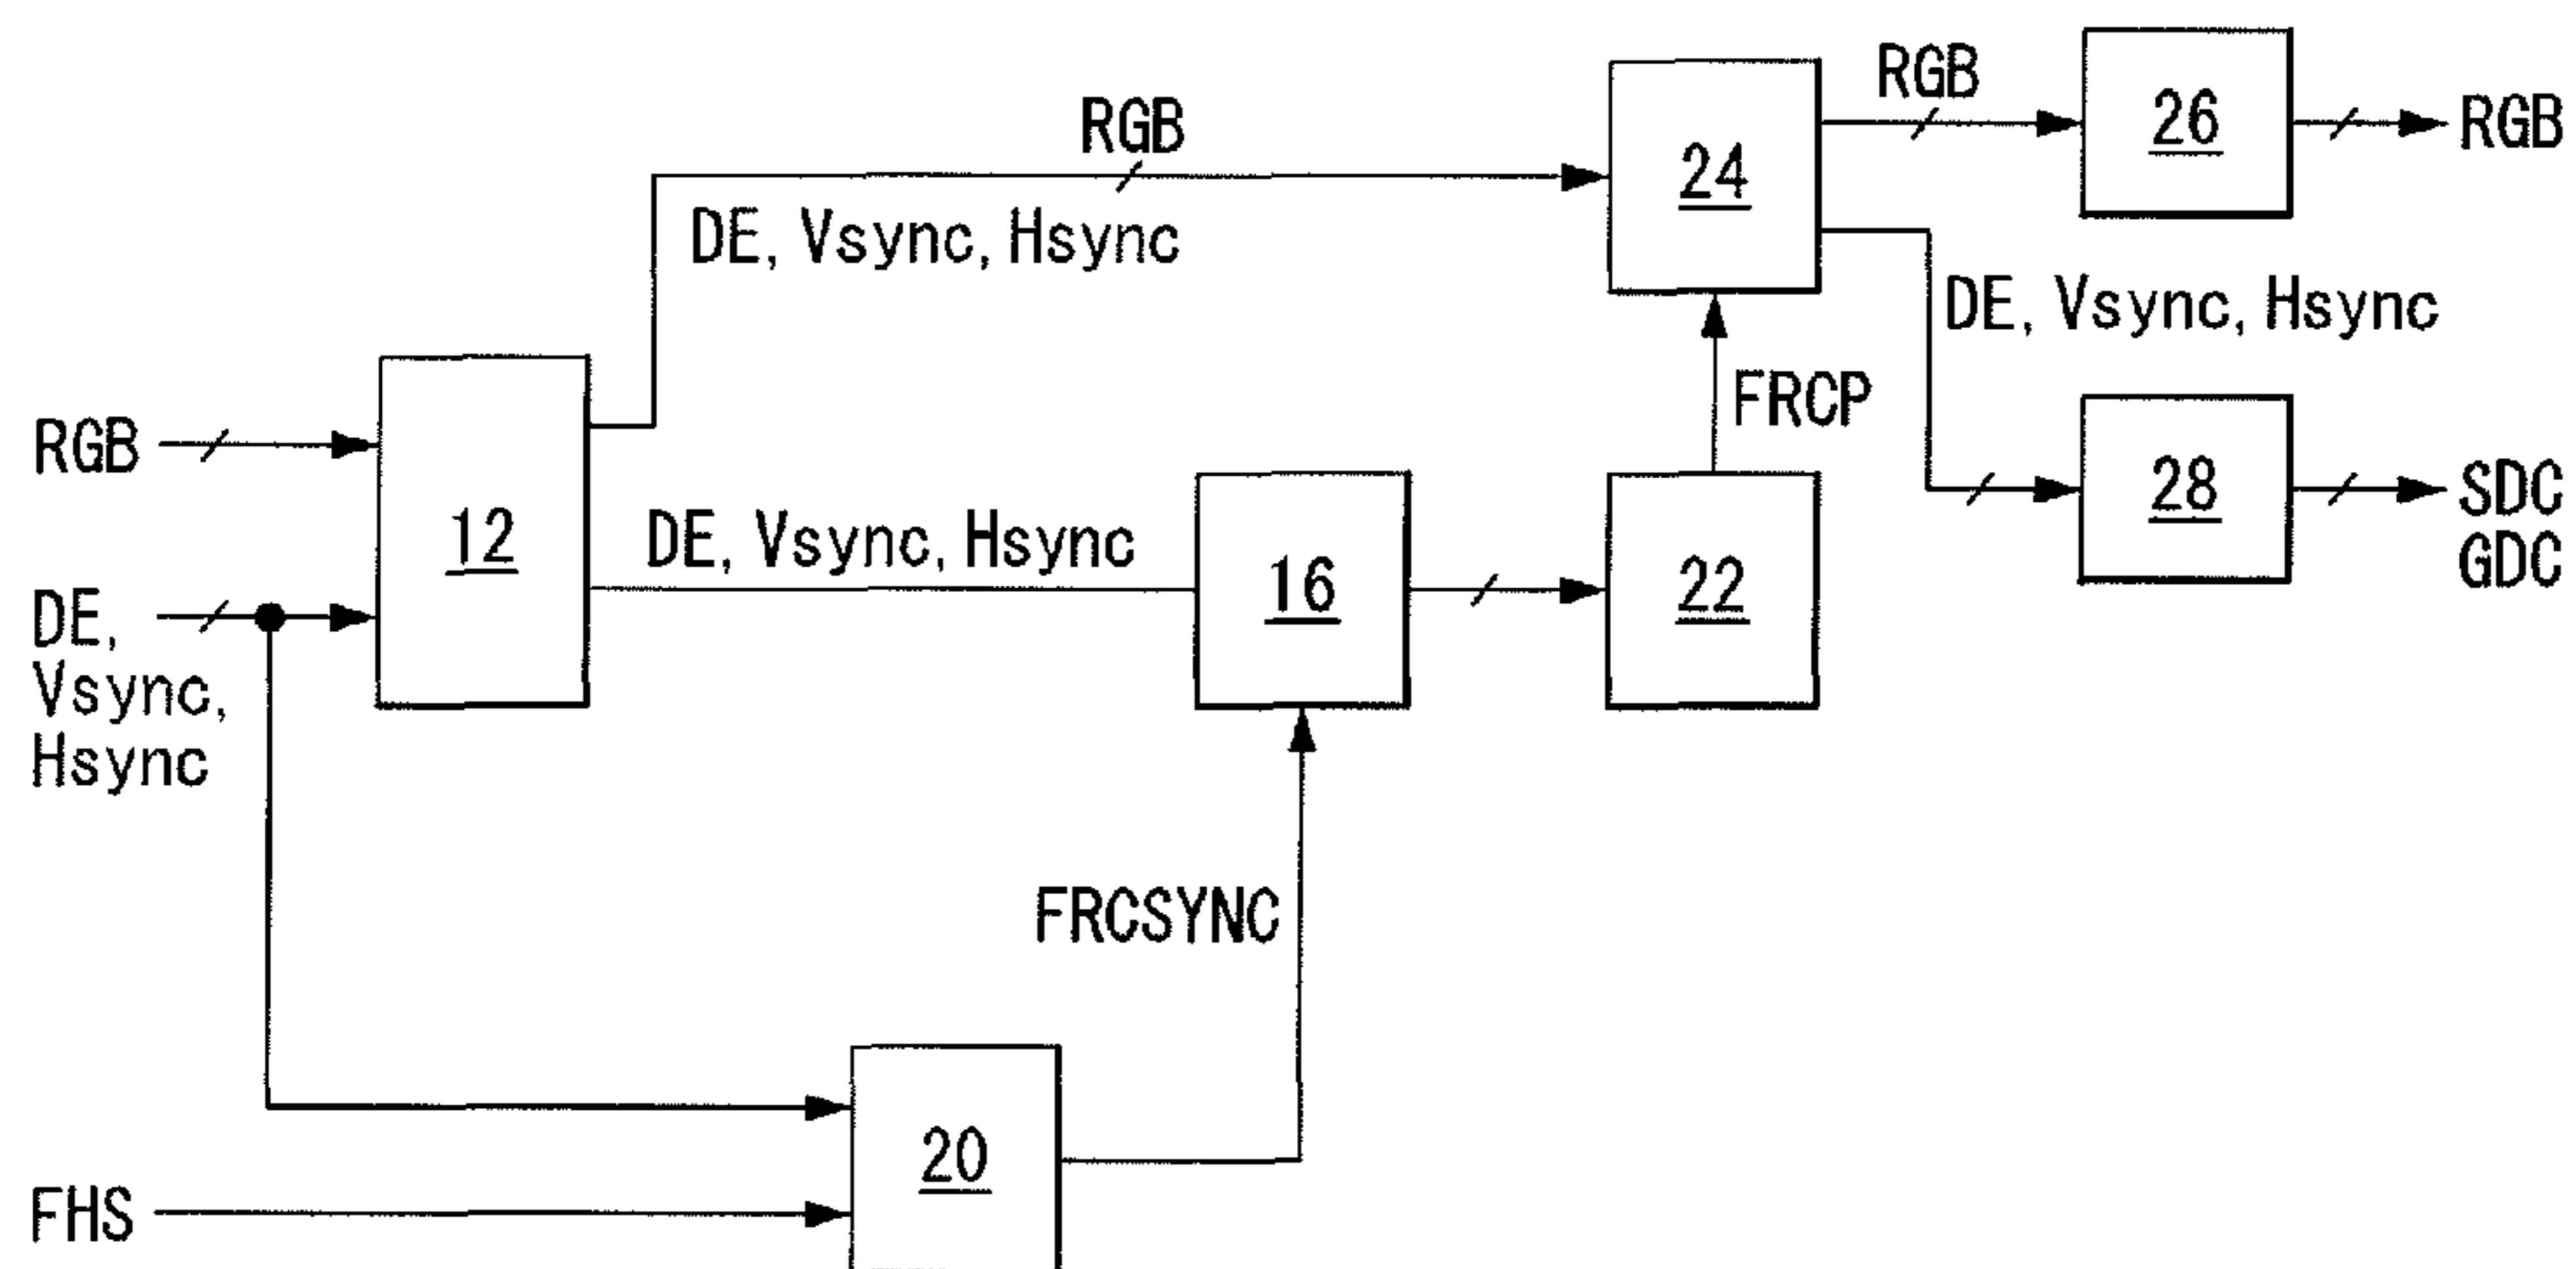 RGB
26
RGB
RGB
24
DE, Vsync, Hsync
DE, Vsync, Hsync
FRCP
RGB
12
28
SDC
GDC
DE, Vsync, Hsync
16
22
DE,
Vsync,
Hsync
FRCSYNC
20
FHS